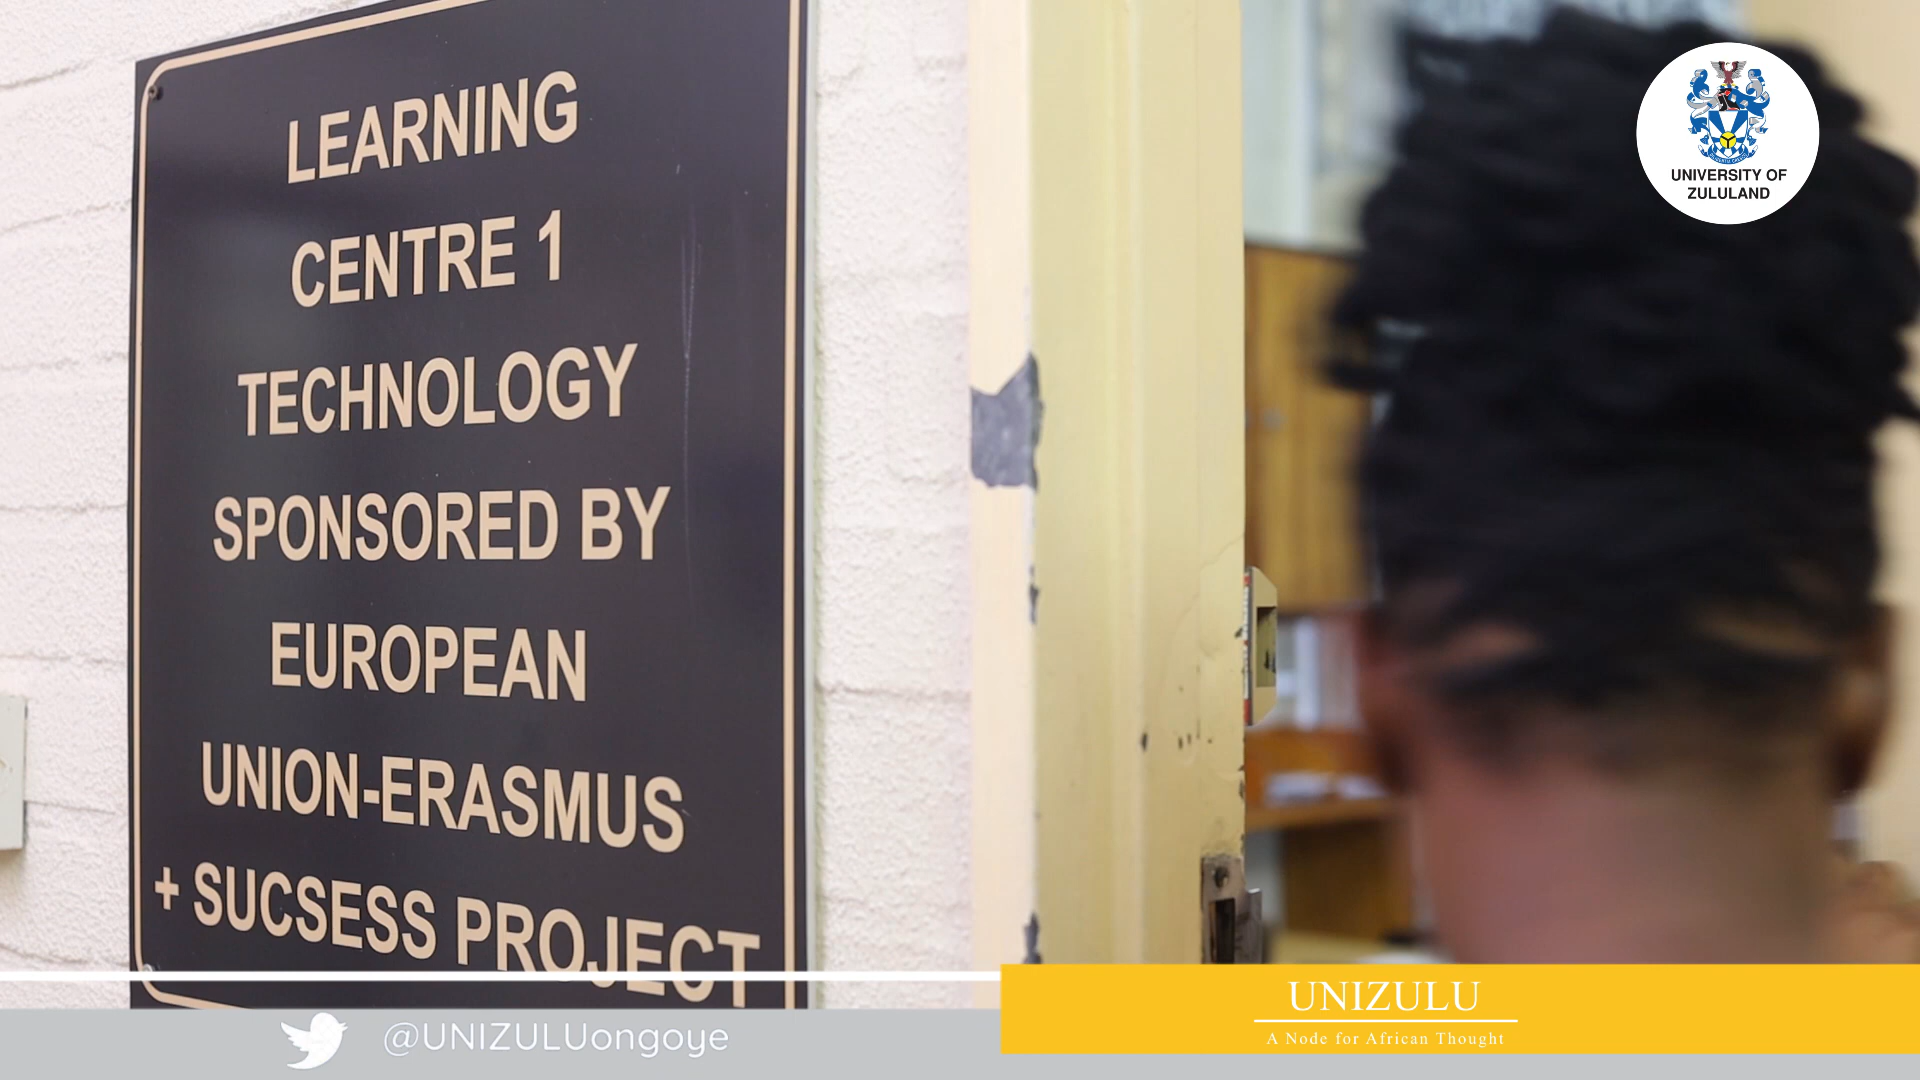 LEARNING
CENTRE 1
TECHNOLOGY
SPONSORED BY
EUROPEAN
UNION-ERASMUS
+ SUCSESS PROJECT
UNIVERSITY OF
ZULULAND
@UNIZULUongoye
UNIZULU
A Node for African Thought